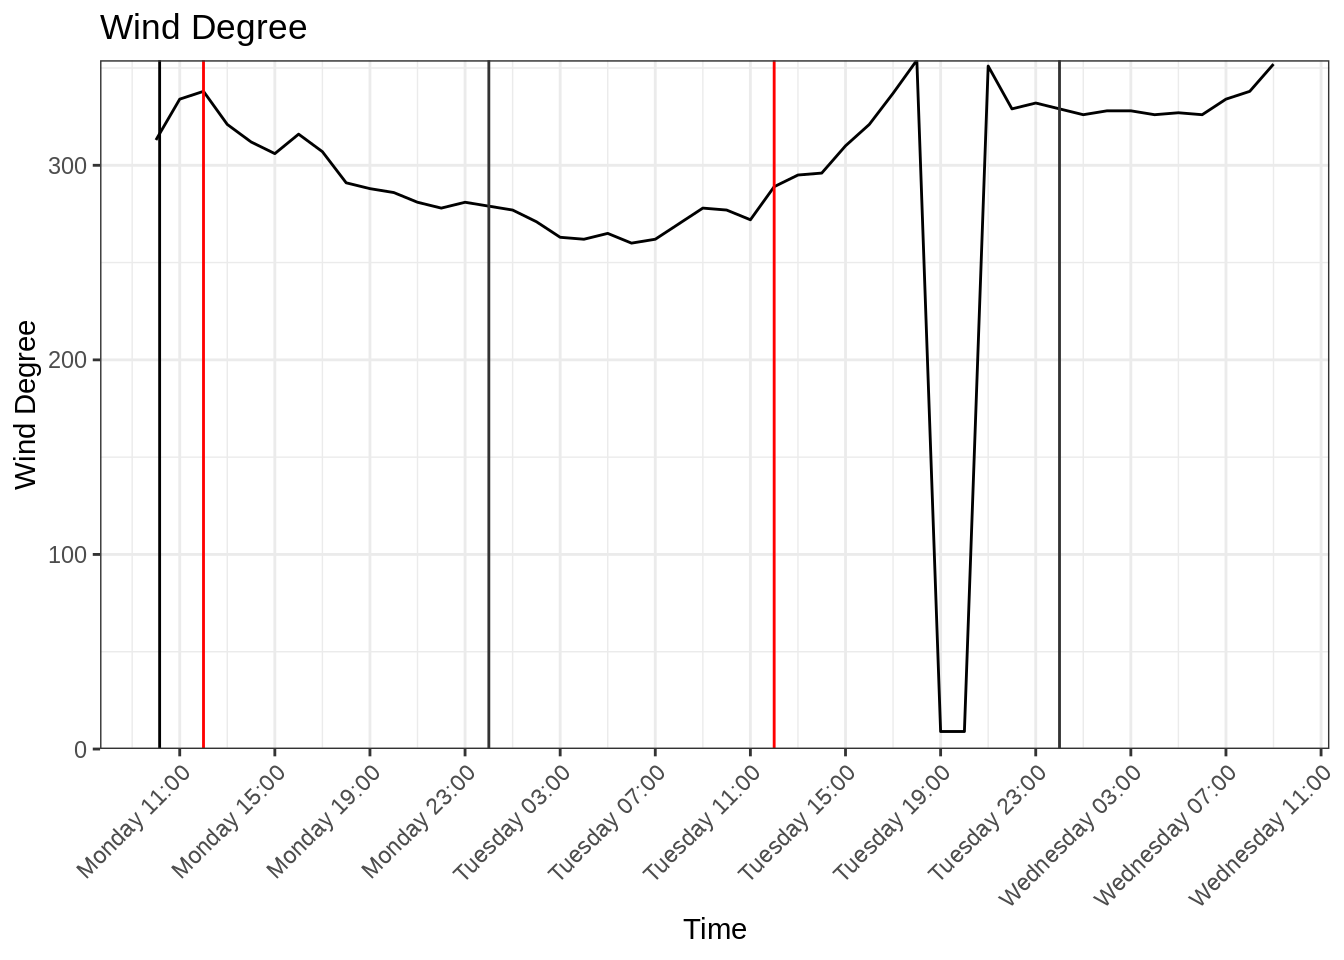 Wind Degree
Wind Degree
300
200
100
0
Monday 11:00
Monday 15:00
Monday 19:00
Monday 23:00
Tuesday 03:00
Tuesday 07:00
Tuesday 11:00
Tuesday 15:00
Tuesday 19:00
Tuesday 23:00
Wednesday 03:00
Wednesday 07:00
Wednesday 11:00
Time